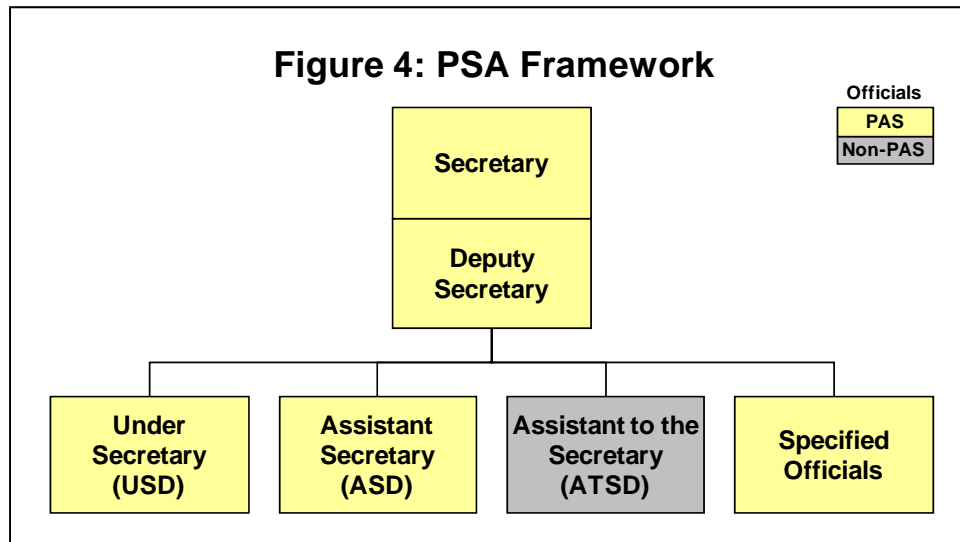 Figure 4: PSA Framework
Officials
PAS
Non-PAS
Secretary
Deputy
Secretary
Under
Secretary
(USD)
Assistant
Secretary
(ASD)
Assistant to the
Secretary
(ATSD)
Specified
Officials